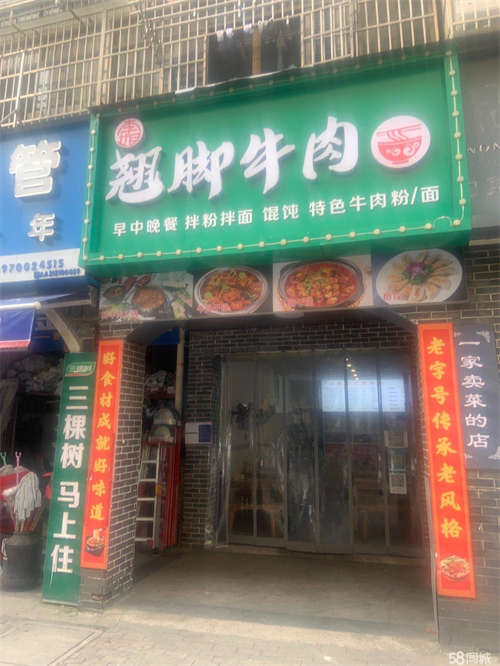 翘脚牛肉
早中晚餐 拌粉拌面 馄饨 特色牛肉粉/面
管
年
970024515
三棵树 马上住
好食材成就好味道
老字号传承老风格
一家卖菜的店
58同城